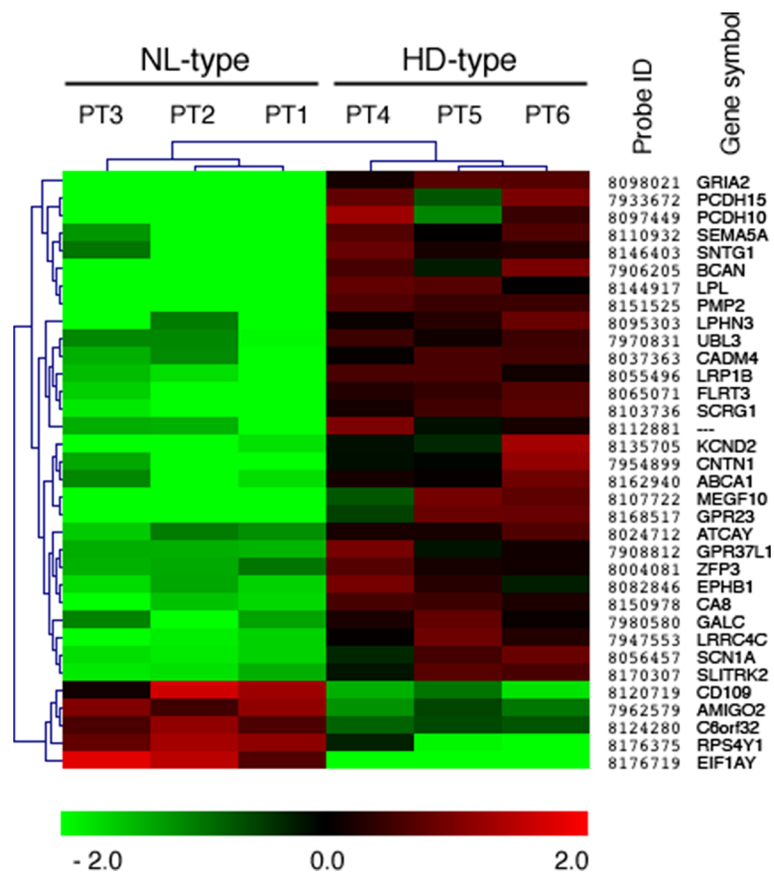 NL-type HD-type
PT3 PT2 PT1 PT4 PT5 PT6 Probe ID Gene symbol
8098021 GRIA2
7933672 PCDH15
8097449 PCDH10
8110932 SEMA5A
8146403 SNTG1
7906205 BCAN
8144917 LPL
8151525 PMP2
8095303 LPHN3
7970831 UBL3
8037363 CADM4
8055496 LRP1B
8065071 FLRT3
8103736 SCRG1
8112881 ---
8135705 KCND2
7954899 CNTN1
8162940 ABCA1
8107722 MEGF10
8168517 GPR23
8024712 ATCAY
7908812 GPR37L1
8004081 ZFP3
8082846 EPHB1
8150978 CA8
7980580 GALC
7947553 LRRC4C
8056457 SCN1A
8170307 SLITRK2
8120719 CD109
7962579 AMIGO2
8124280 C6orf32
8176375 RPS4Y1
8176719 EIF1AY
- 2.0 0.0 2.0